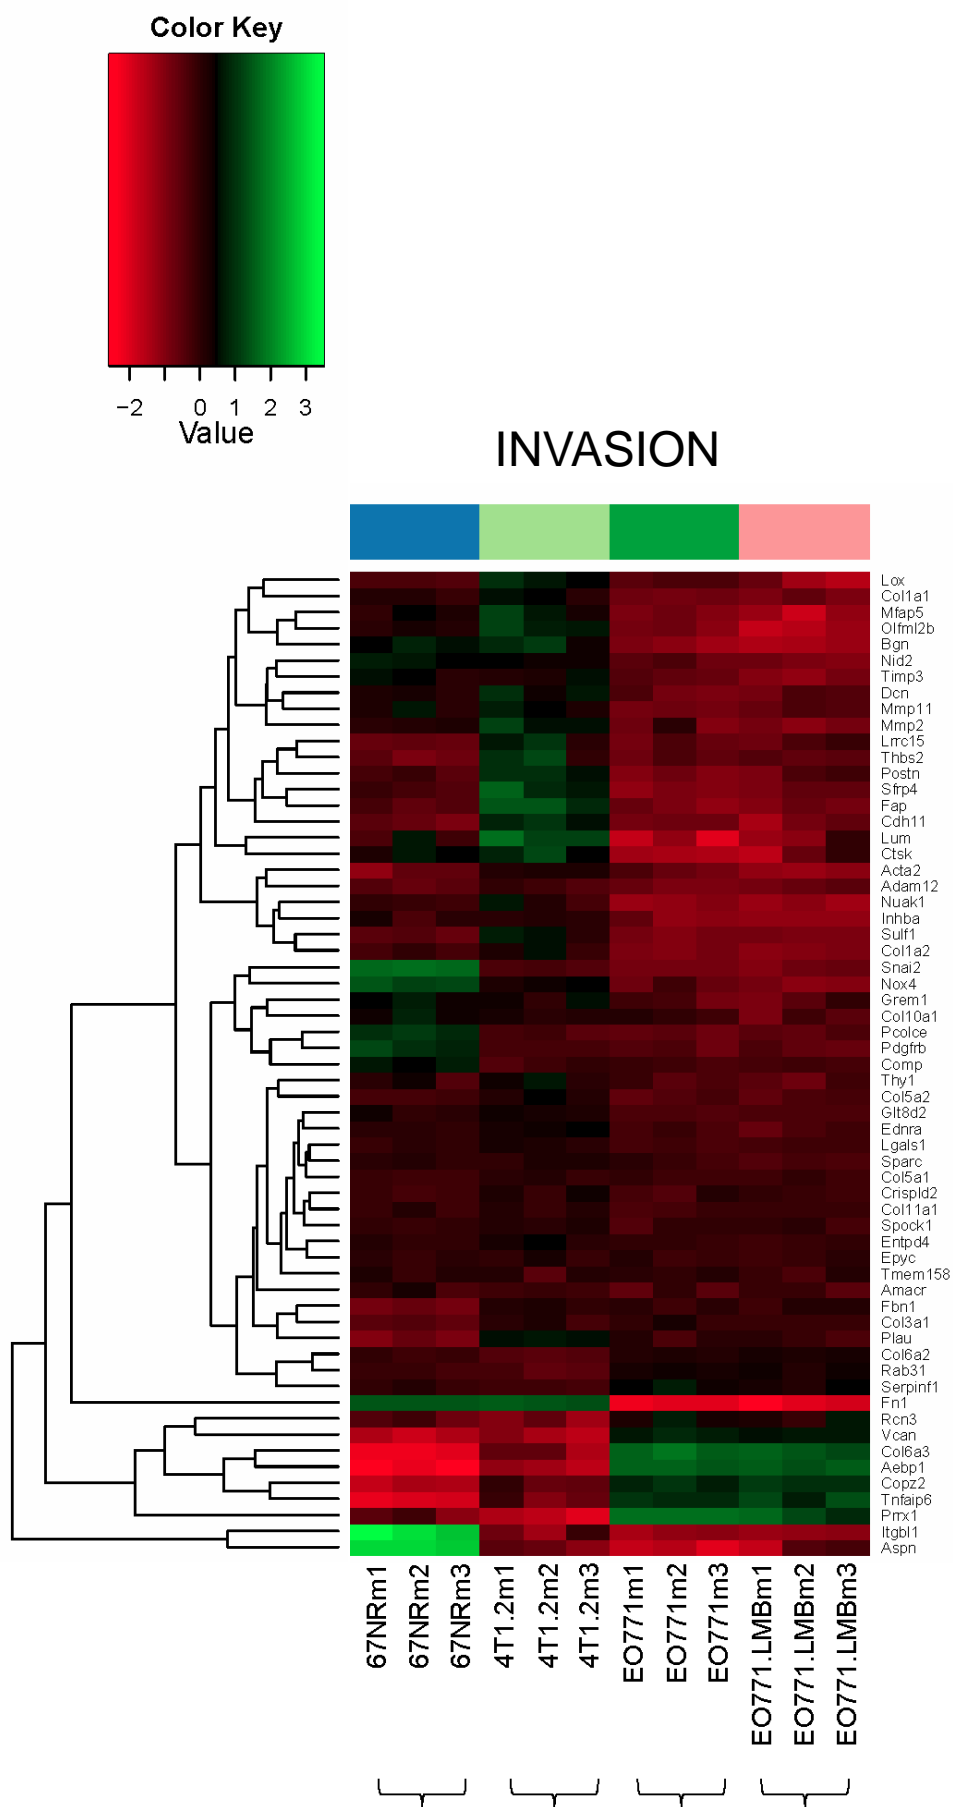 Color Key
−2 0 1 2 3
Value
INVASION
Lox
Col1a1
Mfap5
Olfml2b
Bgn
Nid2
Timp3
Dcn
Mmp11
Mmp2
Lrrc15
Thbs2
Postn
Sfrp4
Fap
Cdh11
Lum
Ctsk
Acta2
Adam12
Nuak1
Inhba
Sulf1
Col1a2
Snai2
Nox4
Grem1
Col10a1
Pcolce
Pdgfrb
Comp
Thy1
Col5a2
Glt8d2
Ednra
Lgals1
Sparc
Col5a1
Crispld2
Col11a1
Spock1
Entpd4
Epyc
Tmem158
Amacr
Fbn1
Col3a1
Plau
Col6a2
Rab31
Serpinf1
Fn1
Rcn3
Vcan
Col6a3
Aebp1
Copz2
Tnfaip6
Prrx1
Itgbl1
Aspn
67NRm1
67NRm2
67NRm3
4T1.2m1
4T1.2m2
4T1.2m3
EO771m1
EO771m2
EO771m3
EO771.LMBm1
EO771.LMBm2
EO771.LMBm3